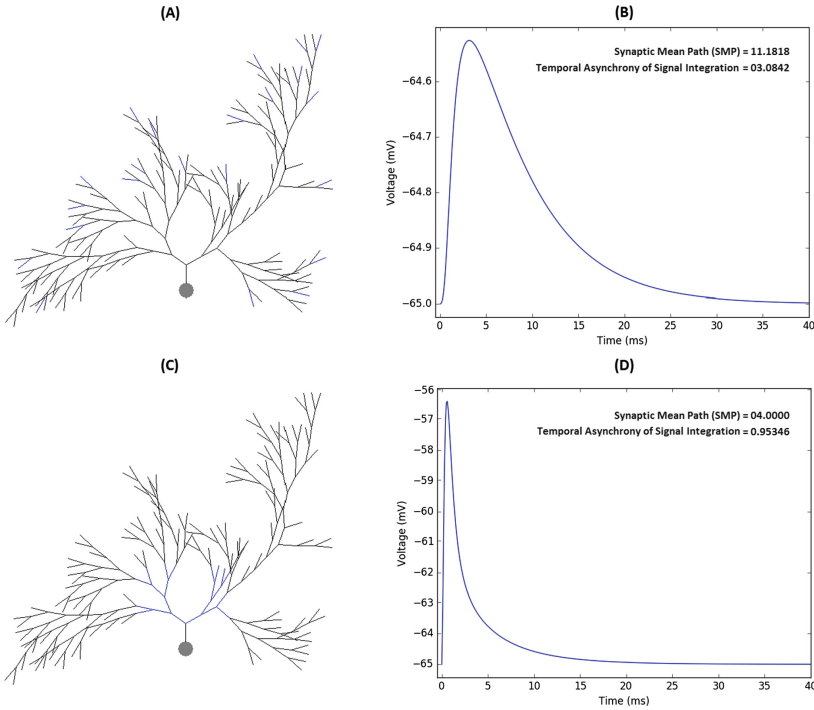 (A)
(B)
Synaptic Mean Path (SMP) = 11.1818
Temporal Asynchrony of Signal Integration = 03.0842
−64.6
−64.7
−64.8
−64.9
−65.0
Voltage (mV)
0 5 10 15 20 25 30 35 40
Time (ms)
(C)
(D)
Synaptic Mean Path (SMP) = 04.0000
Temporal Asynchrony of Signal Integration = 0.95346
−56
−57
−58
−59
−60
−61
−62
−63
−64
−65
Voltage (mV)
0 5 10 15 20 25 30 35 40
Time (ms)